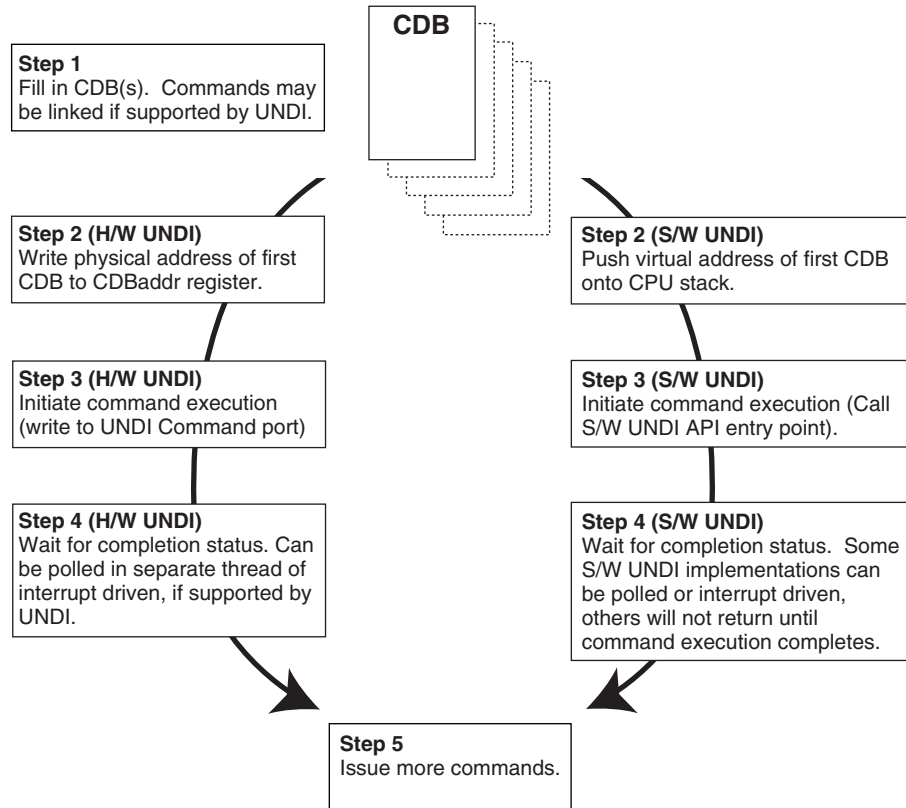 CDB
Step 1
Fill in CDB(s).  Commands may
be linked if supported by UNDI.
Step 2 (H/W UNDI)
Write physical address of first
CDB to CDBaddr register.
Step 2 (S/W UNDI)
Push virtual address of first CDB
onto CPU stack.
Step 3 (H/W UNDI)
Initiate command execution
(write to UNDI Command port)
Step 3 (S/W UNDI)
Initiate command execution (Call
S/W UNDI API entry point).
Step 4 (H/W UNDI)
Wait for completion status. Can
be polled in separate thread of
interrupt driven, if supported by
UNDI.
Step 4 (S/W UNDI)
Wait for completion status.  Some
S/W UNDI implementations can
be polled or interrupt driven,
others will not return until
command execution completes.
Step 5
Issue more commands.